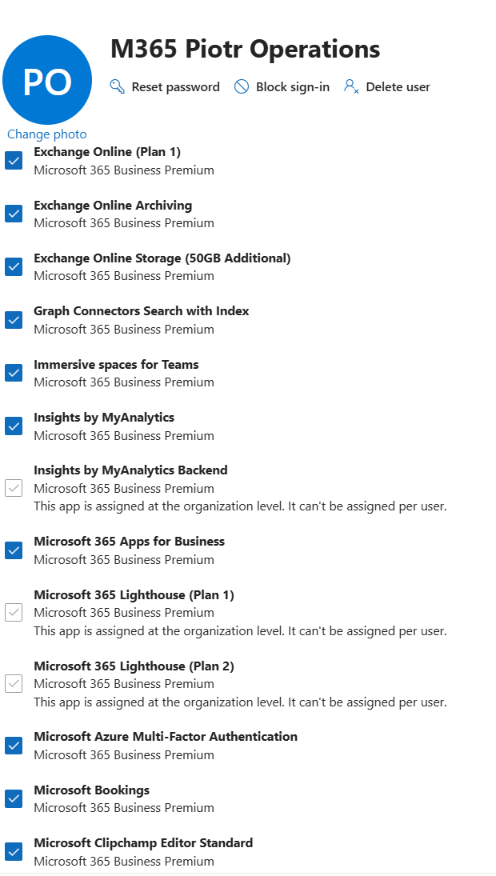 PO
M365 Piotr Operations
Reset password Block sign-in Delete user
Change photo
Exchange Online (Plan 1)
Microsoft 365 Business Premium
Exchange Online Archiving
Microsoft 365 Business Premium
Exchange Online Storage (50GB Additional)
Microsoft 365 Business Premium
Graph Connectors Search with Index
Microsoft 365 Business Premium
Immersive spaces for Teams
Microsoft 365 Business Premium
Insights by MyAnalytics
Microsoft 365 Business Premium
Insights by MyAnalytics Backend
Microsoft 365 Business Premium
This app is assigned at the organization level. It can't be assigned per user.
Microsoft 365 Apps for Business
Microsoft 365 Business Premium
Microsoft 365 Lighthouse (Plan 1)
Microsoft 365 Business Premium
This app is assigned at the organization level. It can't be assigned per user.
Microsoft 365 Lighthouse (Plan 2)
Microsoft 365 Business Premium
This app is assigned at the organization level. It can't be assigned per user.
Microsoft Azure Multi-Factor Authentication
Microsoft 365 Business Premium
Microsoft Bookings
Microsoft 365 Business Premium
Microsoft Clipchamp Editor Standard
Microsoft 365 Business Premium